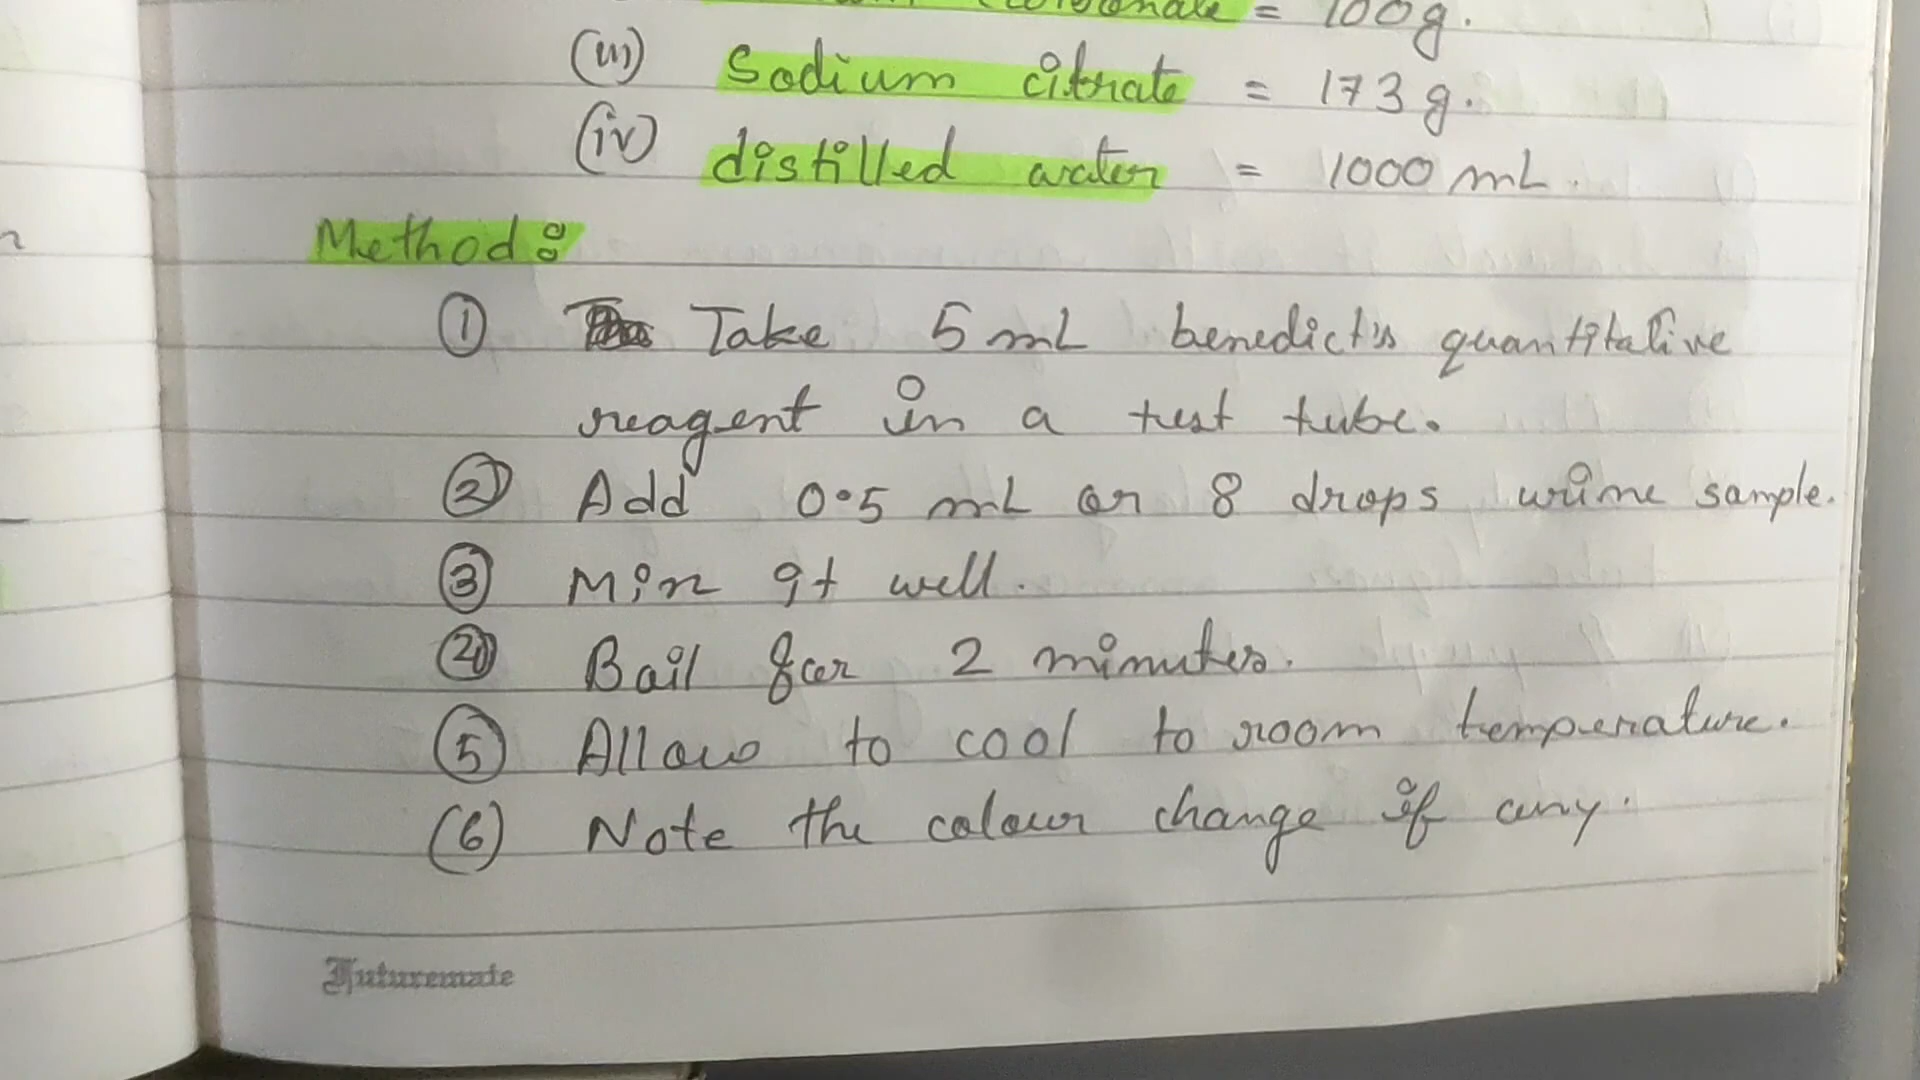 Carbonate = 100g.
(iii) Sodium citrate = 173 g.
(iv) distilled water = 1000 mL.
Method:
① Take 5 mL benedict's quantitative
reagent in a test tube.
② Add 0.5 mL or 8 drops urine sample.
③ Mix it well.
④ Boil for 2 minutes.
⑤ Allow to cool to room temperature.
(6) Note the colour change if any.
Futuremate